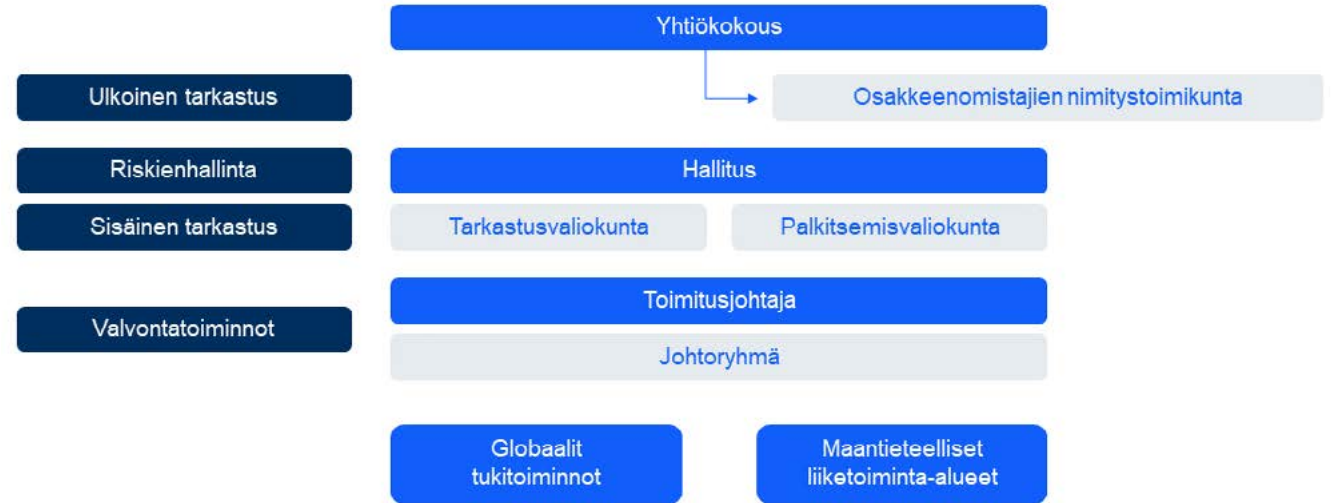 Yhtiökokous
Ulkoinen tarkastus
Osakkeenomistajien nimitystoimikunta
Riskienhallinta
Hallitus
Sisäinen tarkastus
Tarkastusvaliokunta
Palkitsemisvaliokunta
Toimitusjohtaja
Valvontatoiminnot
Johtoryhmä
Globaalit
tukitoiminnot
Maantieteelliset
liiketoiminta-alueet